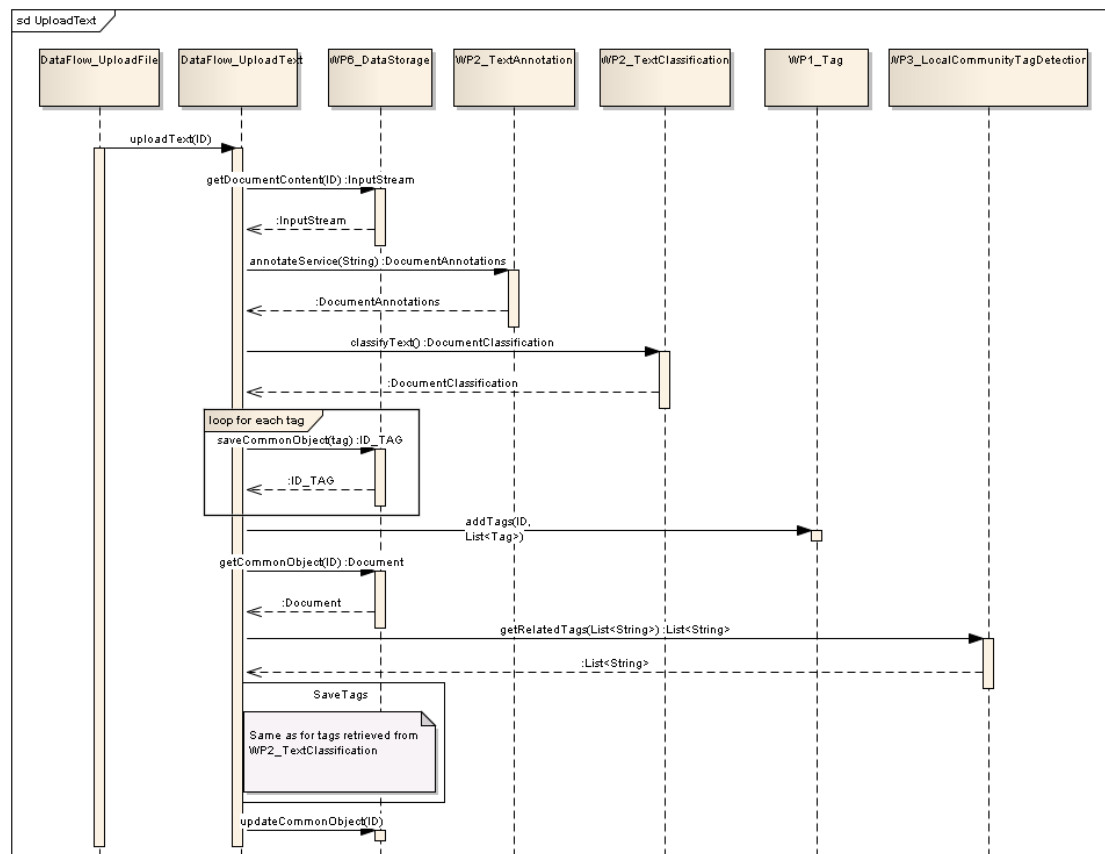 sd UploadText
DataFlow_UploadFile
DataFlow_UploadText
WP6_DataStorage
WP2_TextAnnotation
WP2_TextClassification
WP1_Tag
WP3_LocalCommunityTagDetection
uploadText(ID)
getDocumentContent(ID) :InputStream
:InputStream
annotateService(String) :DocumentAnnotations
:DocumentAnnotations
classifyText() :DocumentClassification
:DocumentClassification
loop for each tag
saveCommonObject(tag) :ID_TAG
:ID_TAG
addTags(ID,
List<Tag>)
getCommonObject(ID) :Document
:Document
getRelatedTags(List<String>) :List<String>
:List<String>
SaveTags
Same as for tags retrieved from
WP2_TextClassification
updateCommonObject(ID)